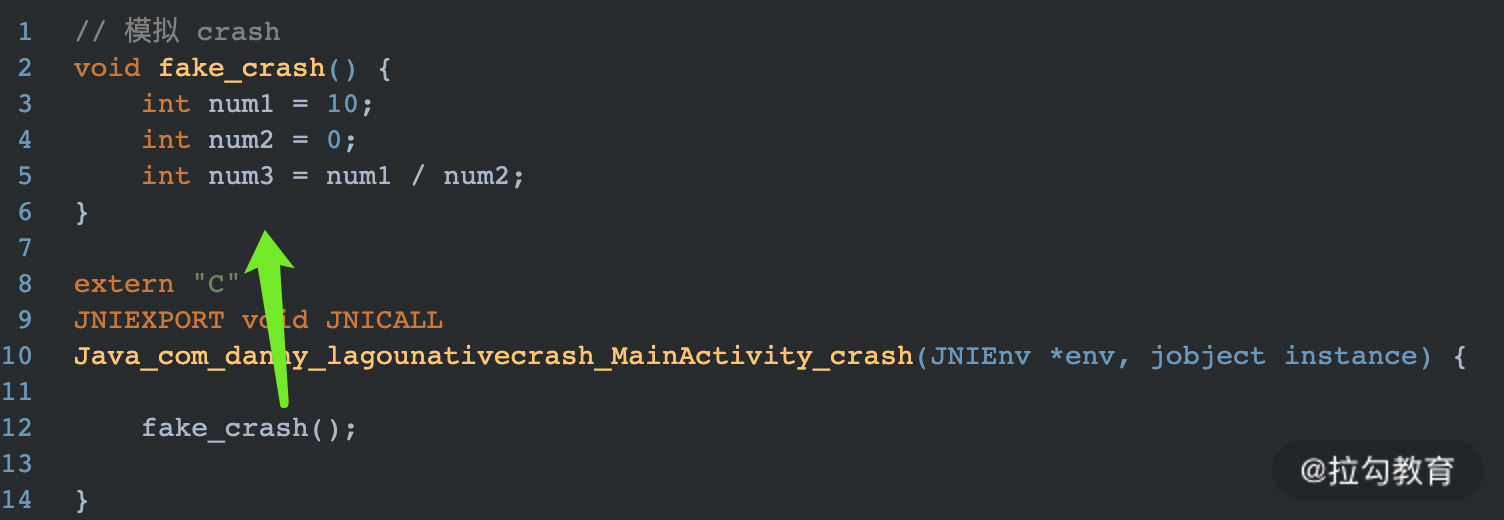 1 // 模拟 crash
2 void fake_crash() {
3     int num1 = 10;
4     int num2 = 0;
5     int num3 = num1 / num2;
6 }
7
8 extern "C"
9 JNIEXPORT void JNICALL
10 Java_com_danny_lagounativecrash_MainActivity_crash(JNIEnv *env, jobject instance) {
11
12     fake_crash();
13
14 }
@拉勾教育